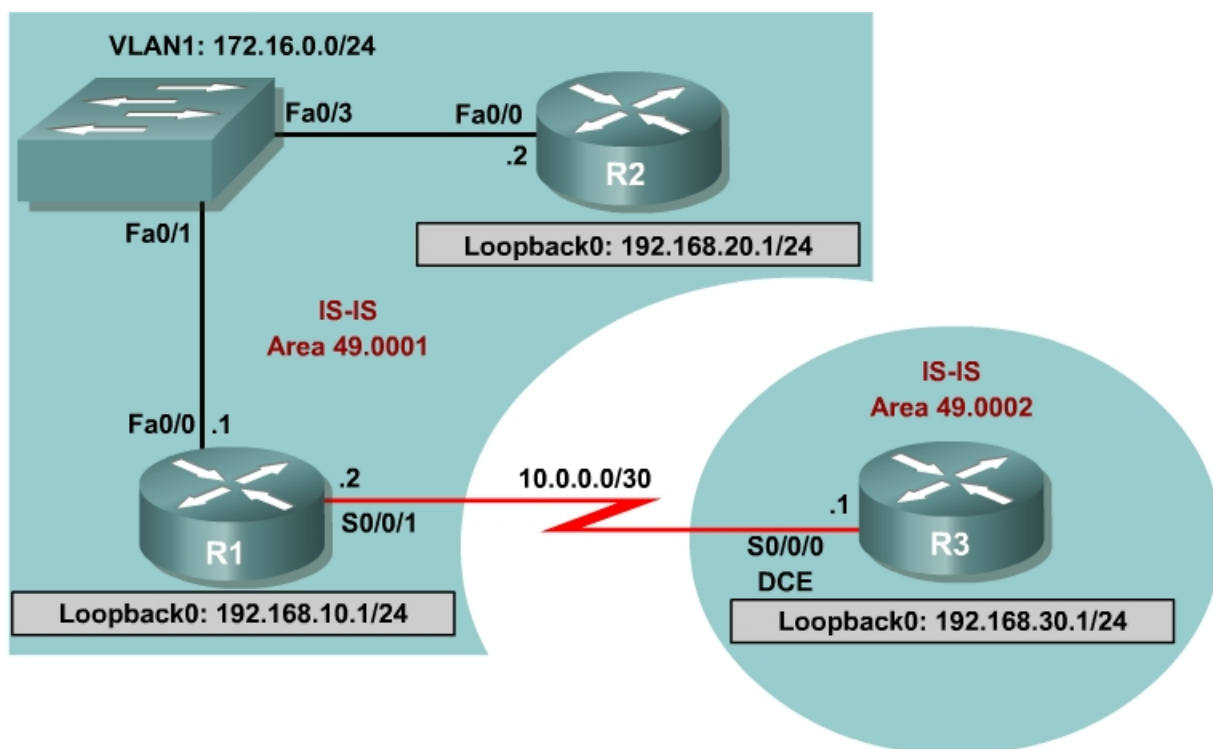 VLAN1: 172.16.0.0/24
Fa0/3
Fa0/0
.2
R2
Fa0/1
Loopback0: 192.168.20.1/24
IS-IS
Area 49.0001
IS-IS
Area 49.0002
Fa0/0
.1
.2
10.0.0.0/30
.1
S0/0/1
S0/0/0
DCE
R1
R3
Loopback0: 192.168.10.1/24
Loopback0: 192.168.30.1/24